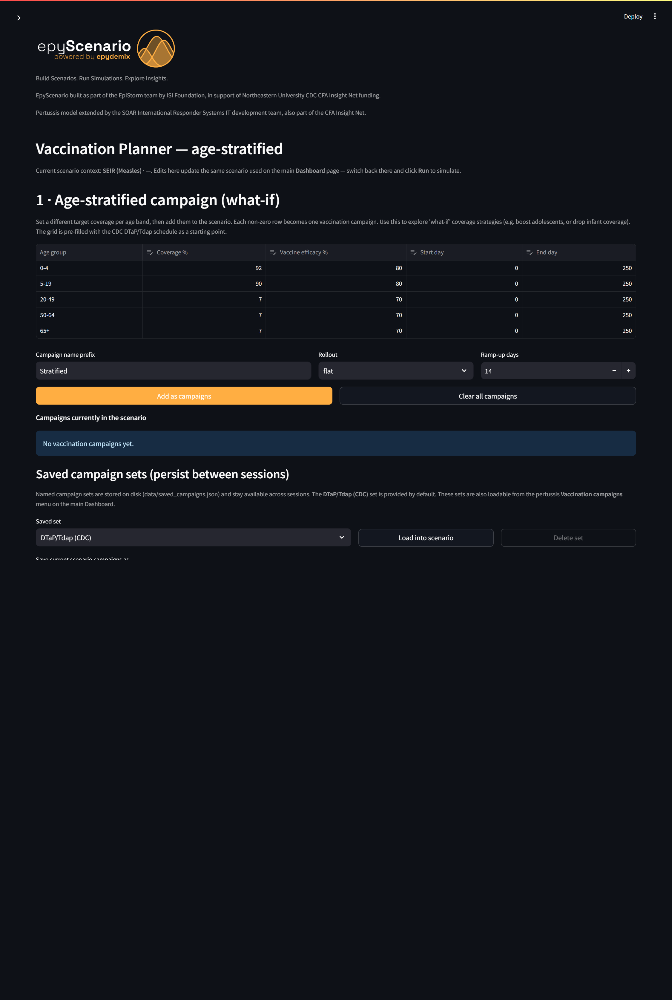 Deploy
epyScenario
powered by epydemix
Build Scenarios. Run Simulations. Explore Insights.
EpyScenario built as part of the EpiStorm team by ISI Foundation, in support of Northeastern University CDC CFA Insight Net funding.
Pertussis model extended by the SOAR International Responder Systems IT development team, also part of the CFA Insight Net.
Vaccination Planner — age-stratified
Current scenario context: SEIR (Measles) · —. Edits here update the same scenario used on the main Dashboard page — switch back there and click Run to simulate.
1 · Age-stratified campaign (what-if)
Set a different target coverage per age band, then add them to the scenario. Each non-zero row becomes one vaccination campaign. Use this to explore 'what-if' coverage strategies (e.g. boost adolescents, or drop infant coverage).
The grid is pre-filled with the CDC DTaP/Tdap schedule as a starting point.
Age group Coverage % Vaccine efficacy % Start day End day
0-4 92 80 0 250
5-19 90 80 0 250
20-49 7 70 0 250
50-64 7 70 0 250
65+ 7 70 0 250
Campaign name prefix Rollout Ramp-up days
Stratified flat 14 − +
Add as campaigns Clear all campaigns
Campaigns currently in the scenario
No vaccination campaigns yet.
Saved campaign sets (persist between sessions)
Named campaign sets are stored on disk (data/saved_campaigns.json) and stay available across sessions. The DTaP/Tdap (CDC) set is provided by default. These sets are also loadable from the pertussis Vaccination campaigns
menu on the main Dashboard.
Saved set
DTaP/Tdap (CDC) Load into scenario Delete set
Save current scenario campaigns as